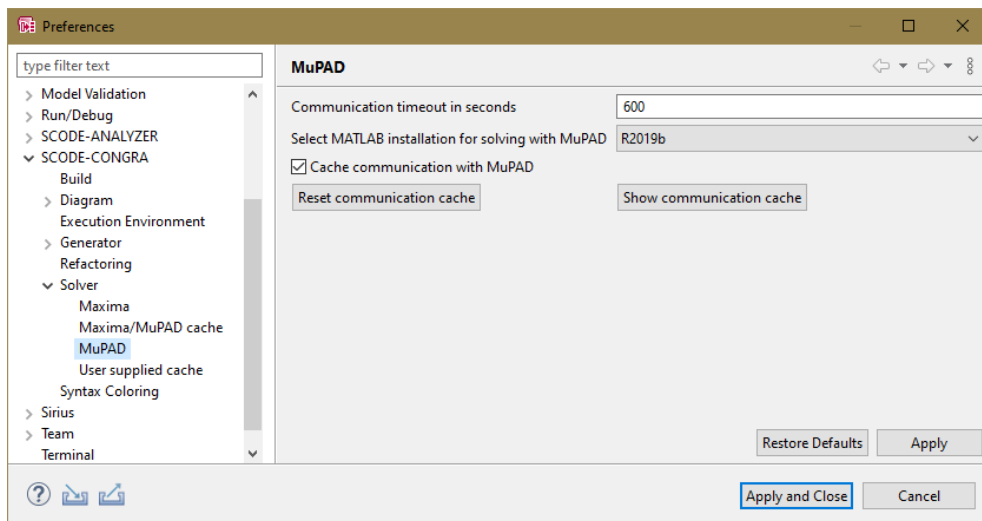 Preferences
type filter text
Model Validation
Run/Debug
SCODE-ANALYZER
SCODE-CONGRA
Build
Diagram
Execution Environment
Generator
Refactoring
Solver
Maxima
Maxima/MuPAD cache
MuPAD
User supplied cache
Syntax Coloring
Sirius
Team
Terminal
MuPAD
Communication timeout in seconds 600
Select MATLAB installation for solving with MuPAD R2019b
Cache communication with MuPAD
Reset communication cache Show communication cache
Restore Defaults Apply
Apply and Close Cancel